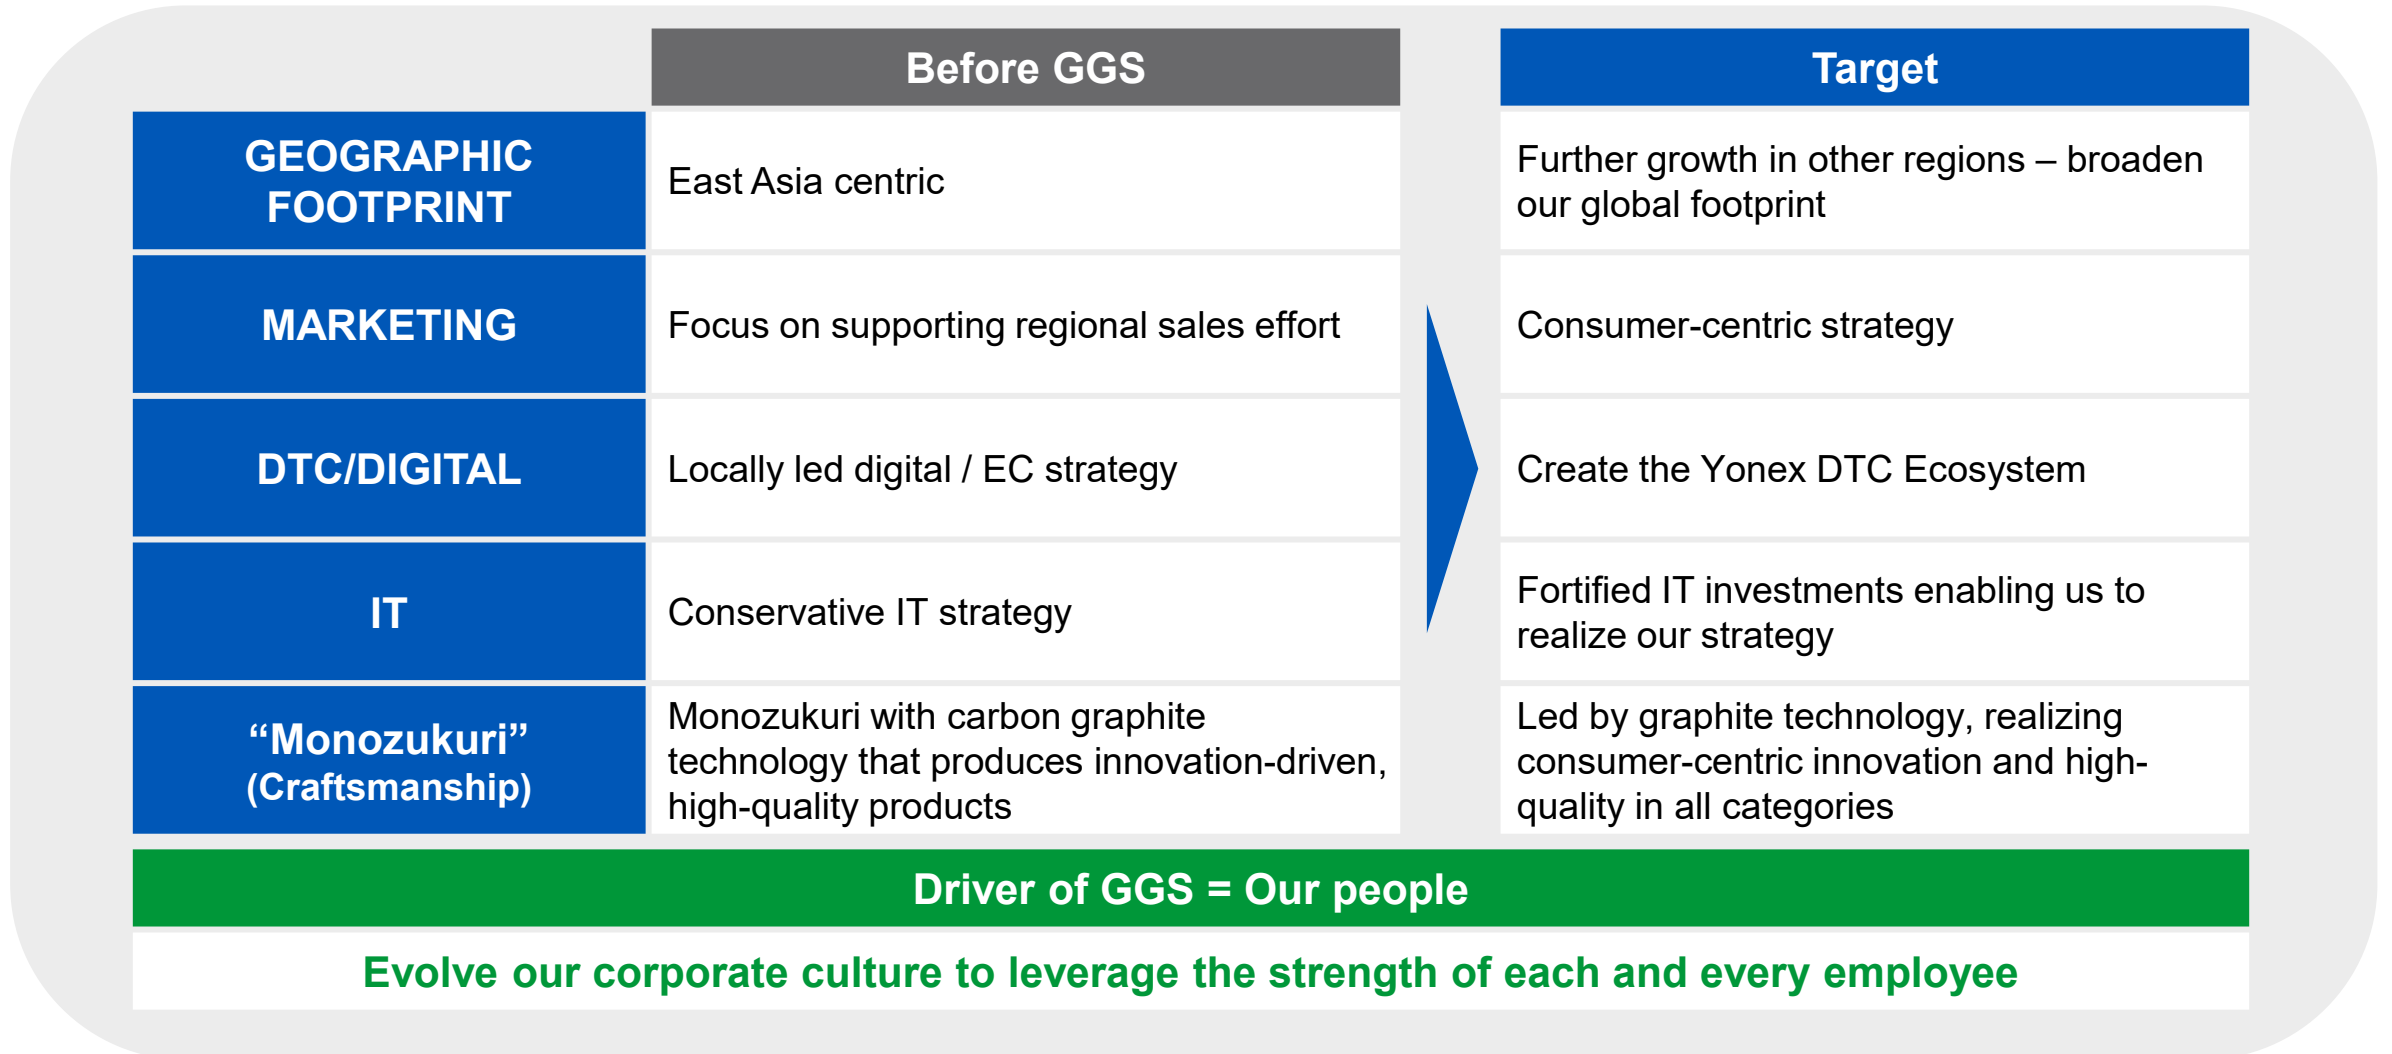 Before GGS
Target
GEOGRAPHIC
FOOTPRINT
East Asia centric
Further growth in other regions – broaden
our global footprint
MARKETING
Focus on supporting regional sales effort
Consumer-centric strategy
DTC/DIGITAL
Locally led digital / EC strategy
Create the Yonex DTC Ecosystem
IT
Conservative IT strategy
Fortified IT investments enabling us to
realize our strategy
“Monozukuri”
(Craftsmanship)
Monozukuri with carbon graphite
technology that produces innovation-driven,
high-quality products
Led by graphite technology, realizing
consumer-centric innovation and high-
quality in all categories
Driver of GGS = Our people
Evolve our corporate culture to leverage the strength of each and every employee